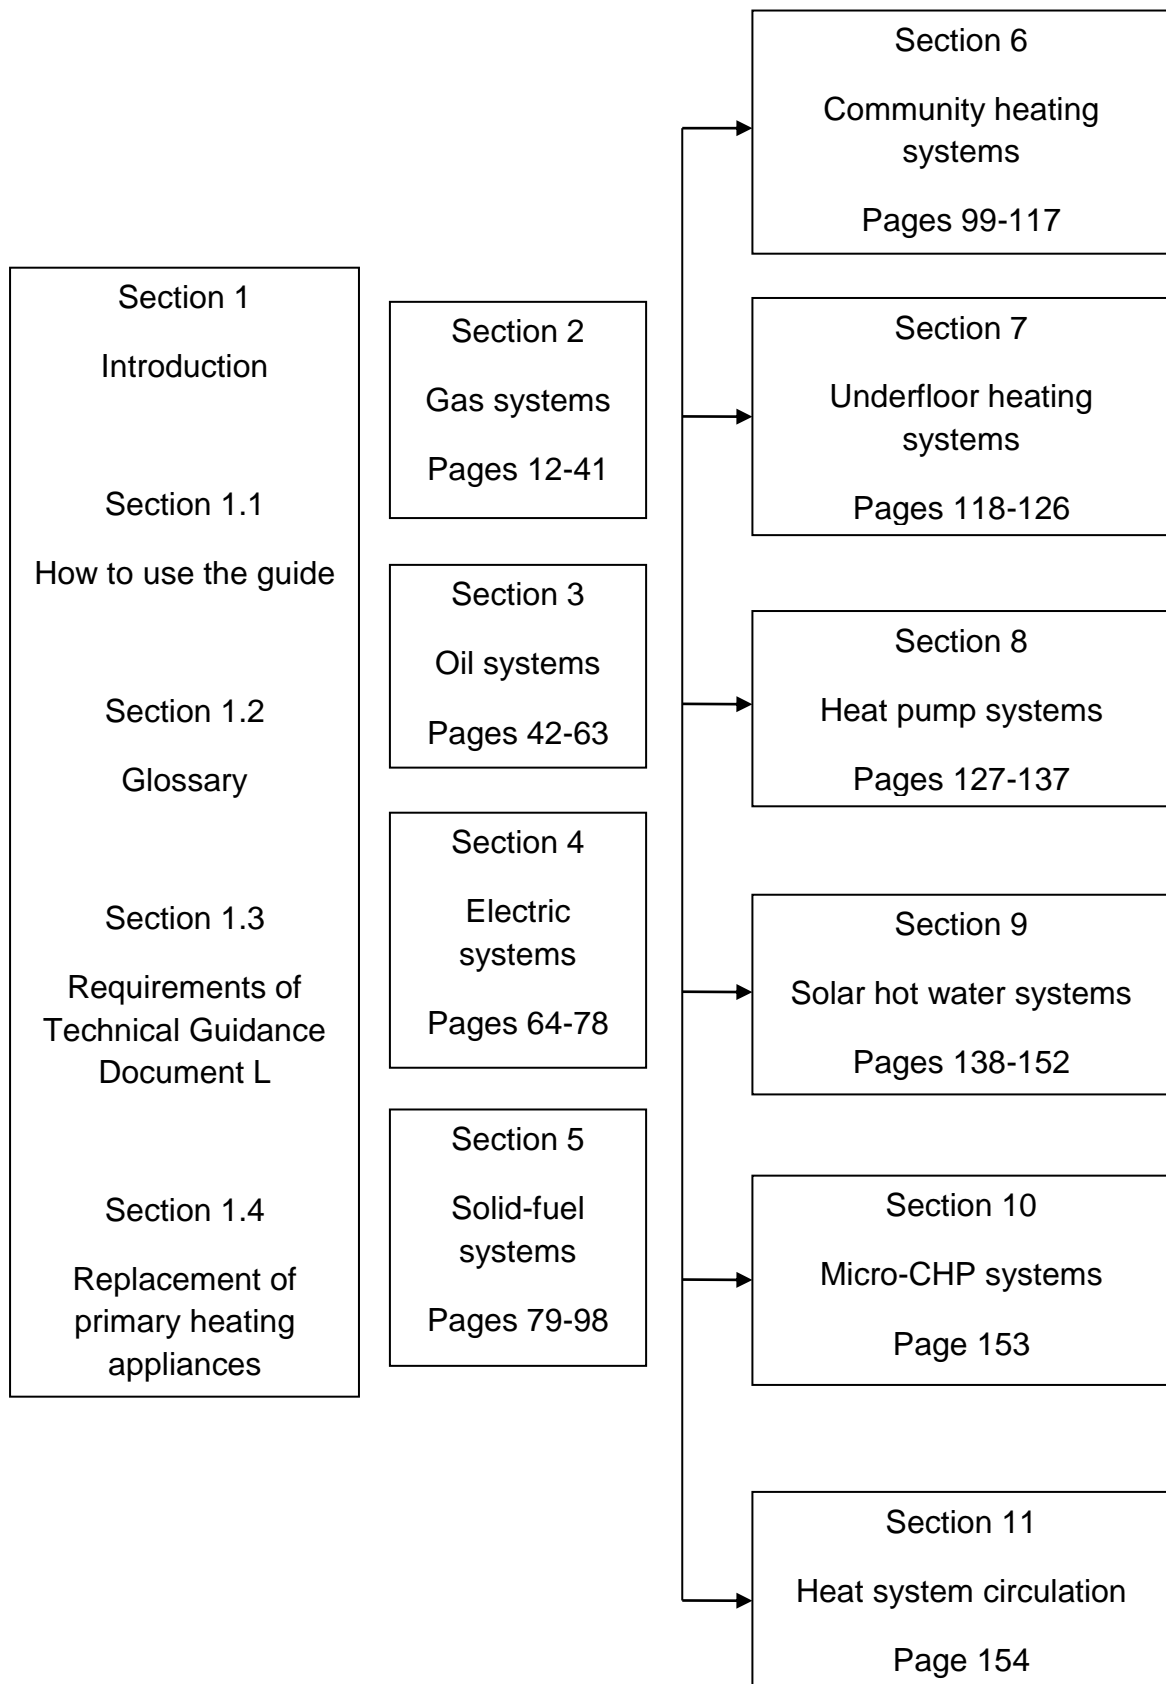 Section 1
Introduction
Section 1.1
How to use the guide
Section 1.2
Glossary
Section 1.3
Requirements of
Technical Guidance
Document L
Section 1.4
Replacement of
primary heating
appliances
Section 2
Gas systems
Pages 12-41
Section 3
Oil systems
Pages 42-63
Section 4
Electric
systems
Pages 64-78
Section 5
Solid-fuel
systems
Pages 79-98
Section 6
Community heating
systems
Pages 99-117
Section 7
Underfloor heating
systems
Pages 118-126
Section 8
Heat pump systems
Pages 127-137
Section 9
Solar hot water systems
Pages 138-152
Section 10
Micro-CHP systems
Page 153
Section 11
Heat system circulation
Page 154